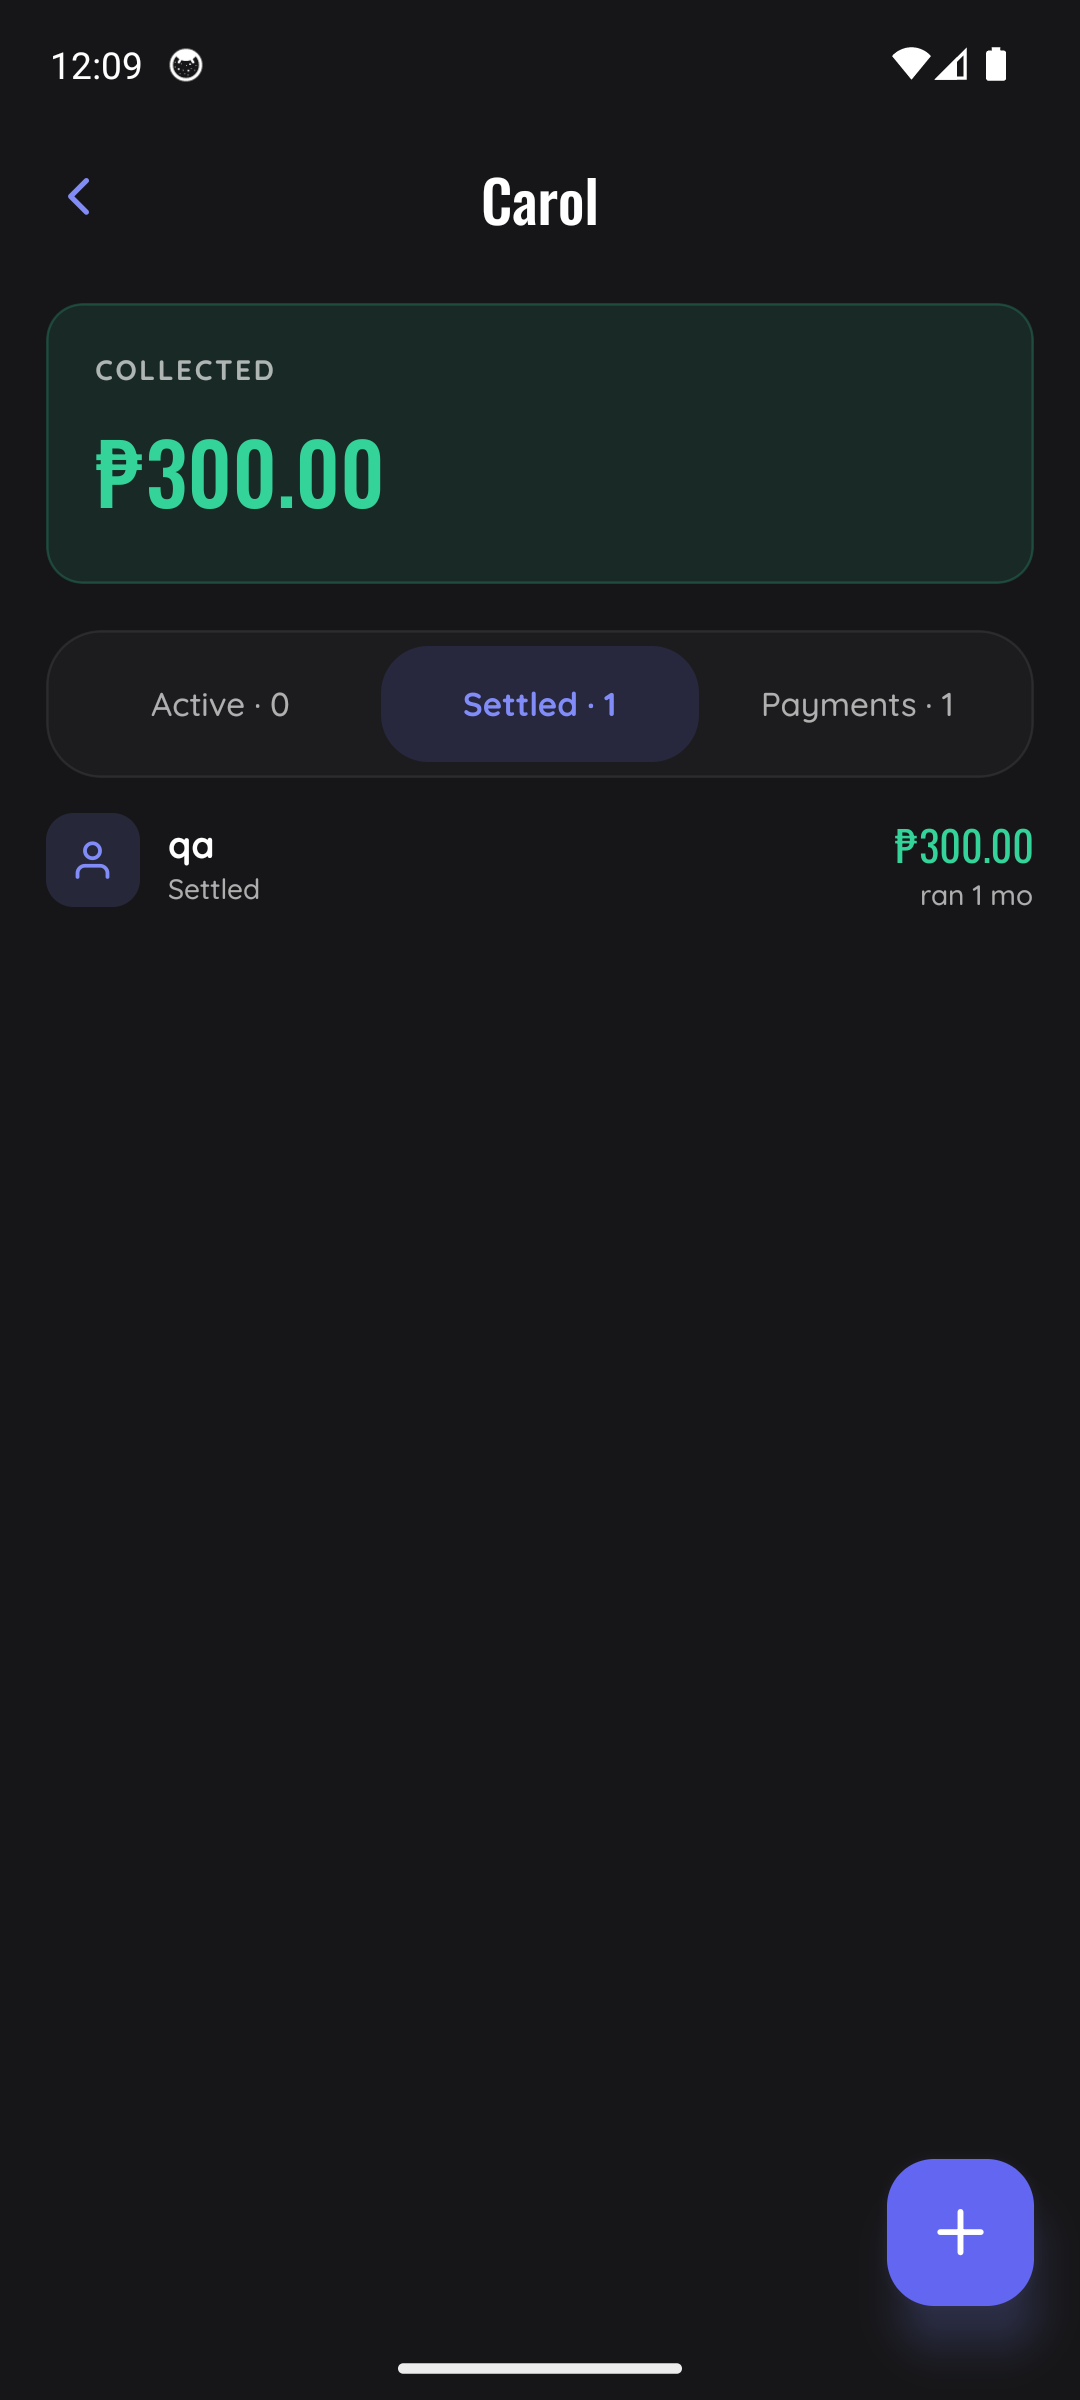 12:09
Carol
COLLECTED
₱300.00
Active · 0
Settled · 1
Payments · 1
qa
₱300.00
Settled
ran 1 mo